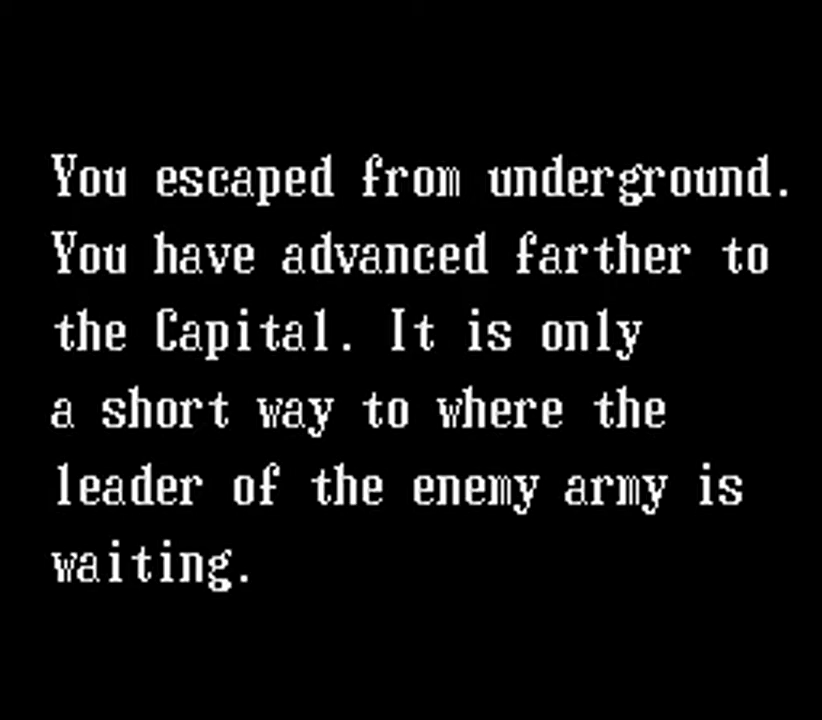 You escaped from underground.
You have advanced farther to
the Capital. It is only
a short way to where the
leader of the enemy army is
waiting.